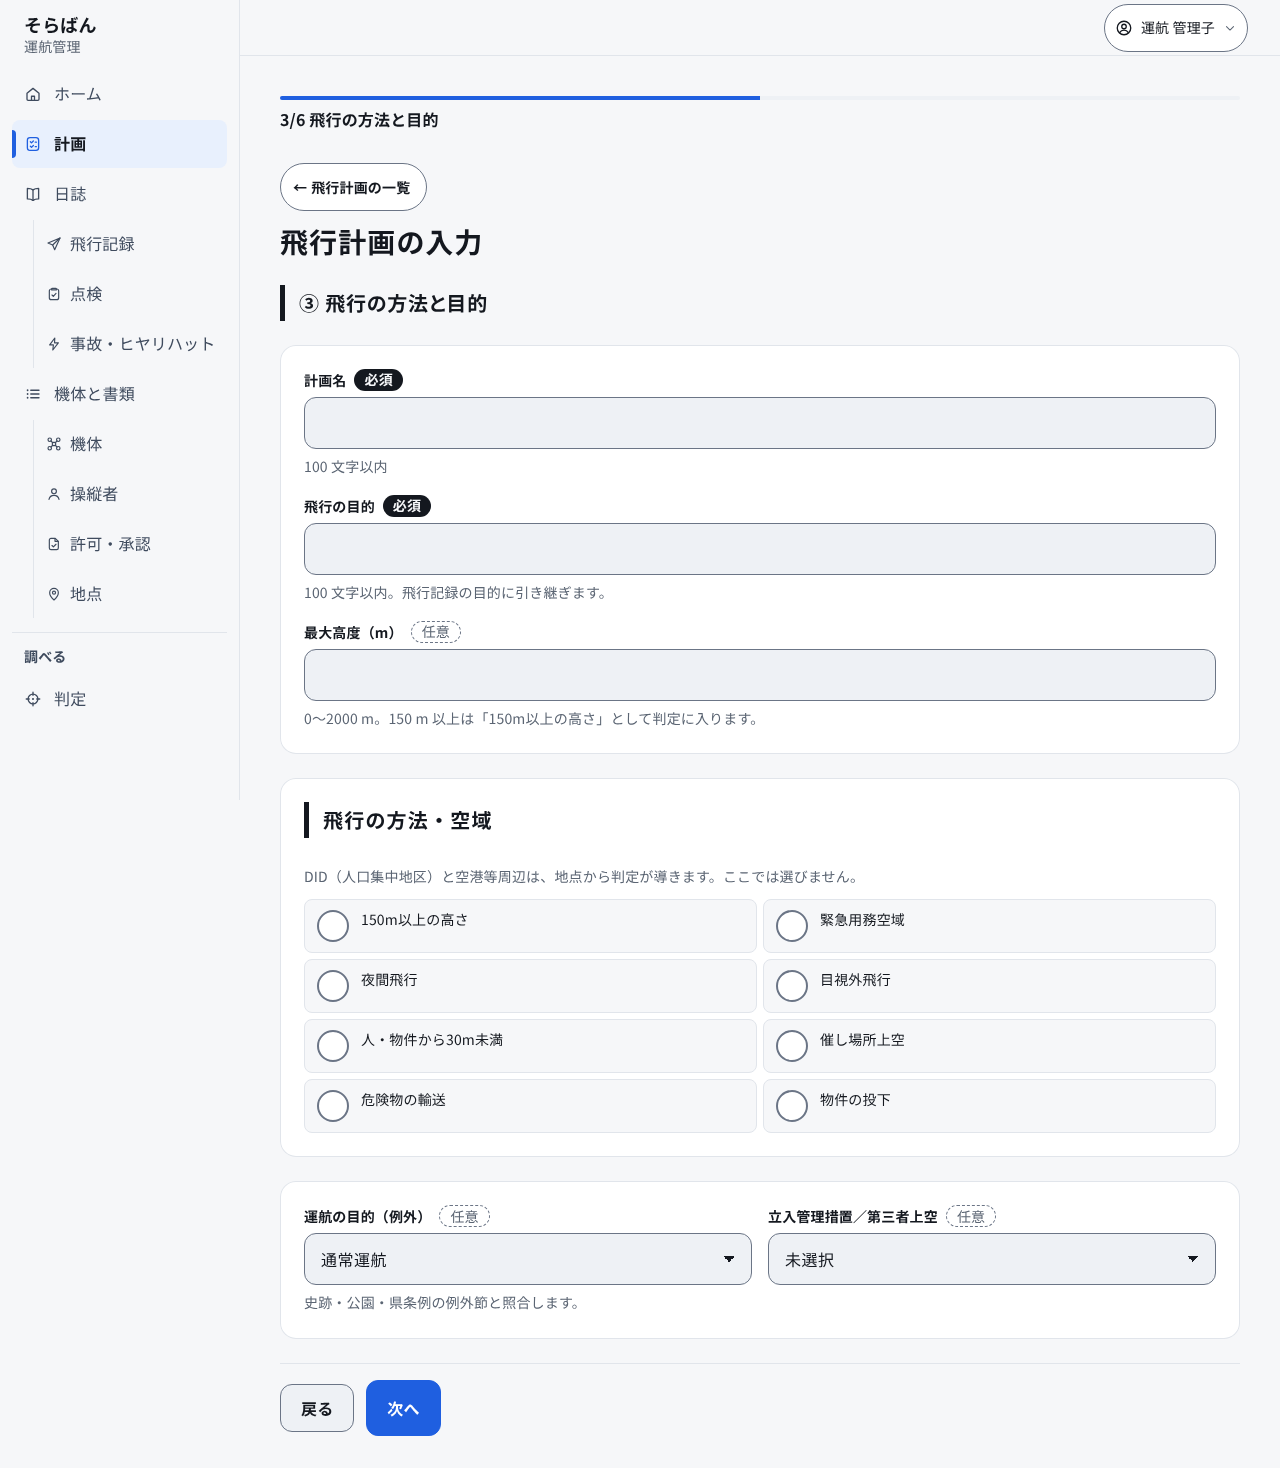 そらばん
運航管理
運航 管理子
ホーム
計画
日誌
飛行記録
点検
事故・ヒヤリハット
機体と書類
機体
操縦者
許可・承認
地点
調べる
判定
3/6 飛行の方法と目的
← 飛行計画の一覧
飛行計画の入力
③ 飛行の方法と目的
計画名 必須
100 文字以内
飛行の目的 必須
100 文字以内。飛行記録の目的に引き継ぎます。
最大高度（m） 任意
0〜2000 m。150 m 以上は「150m以上の高さ」として判定に入ります。
飛行の方法・空域
DID（人口集中地区）と空港等周辺は、地点から判定が導きます。ここでは選びません。
150m以上の高さ
緊急用務空域
夜間飛行
目視外飛行
人・物件から30m未満
催し場所上空
危険物の輸送
物件の投下
運航の目的（例外） 任意
通常運航
史跡・公園・県条例の例外節と照合します。
立入管理措置／第三者上空 任意
未選択
戻る
次へ